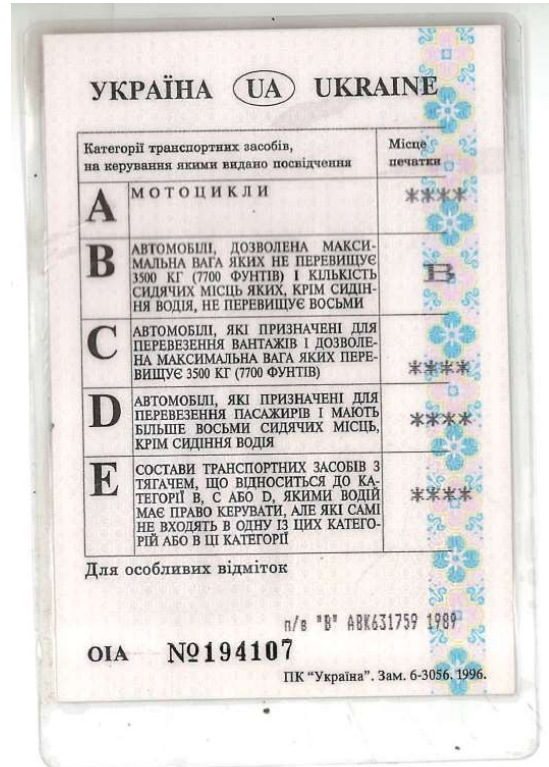 УКРАЇНА UA UKRAINE
Категорії транспортних засобів,
на керування якими видано посвідчення
Місце
печатки
A
МОТОЦИКЛИ
****
B
АВТОМОБІЛІ, ДОЗВОЛЕНА МАКСИ-
МАЛЬНА ВАГА ЯКИХ НЕ ПЕРЕВИЩУЄ
3500 КГ (7700 ФУНТІВ) І КІЛЬКІСТЬ
СИДЯЧИХ МІСЦЬ ЯКИХ, КРІМ СИДІН-
НЯ ВОДІЯ, НЕ ПЕРЕВИЩУЄ ВОСЬМИ
B
C
АВТОМОБІЛІ, ЯКІ ПРИЗНАЧЕНІ ДЛЯ
ПЕРЕВЕЗЕННЯ ВАНТАЖІВ І ДОЗВОЛЕ-
НА МАКСИМАЛЬНА ВАГА ЯКИХ ПЕРЕ-
ВИЩУЄ 3500 КГ (7700 ФУНТІВ)
****
D
АВТОМОБІЛІ, ЯКІ ПРИЗНАЧЕНІ ДЛЯ
ПЕРЕВЕЗЕННЯ ПАСАЖИРІВ І МАЮТЬ
БІЛЬШЕ ВОСЬМИ СИДЯЧИХ МІСЦЬ,
КРІМ СИДІННЯ ВОДІЯ
****
E
СОСТАВИ ТРАНСПОРТНИХ ЗАСОБІВ З
ТЯГАЧЕМ, ЩО ВІДНОСИТЬСЯ ДО КА-
ТЕГОРІЇ B, C АБО D, ЯКИМИ ВОДІЙ
МАЄ ПРАВО КЕРУВАТИ, АЛЕ ЯКІ САМІ
НЕ ВХОДЯТЬ В ОДНУ ІЗ ЦИХ КАТЕГО-
РІЙ АБО В ЦІ КАТЕГОРІЇ
****
Для особливих відміток
п/в "В" АВК631759 1989
ОІА №194107
ПК "Україна". Зам. 6-3056. 1996.